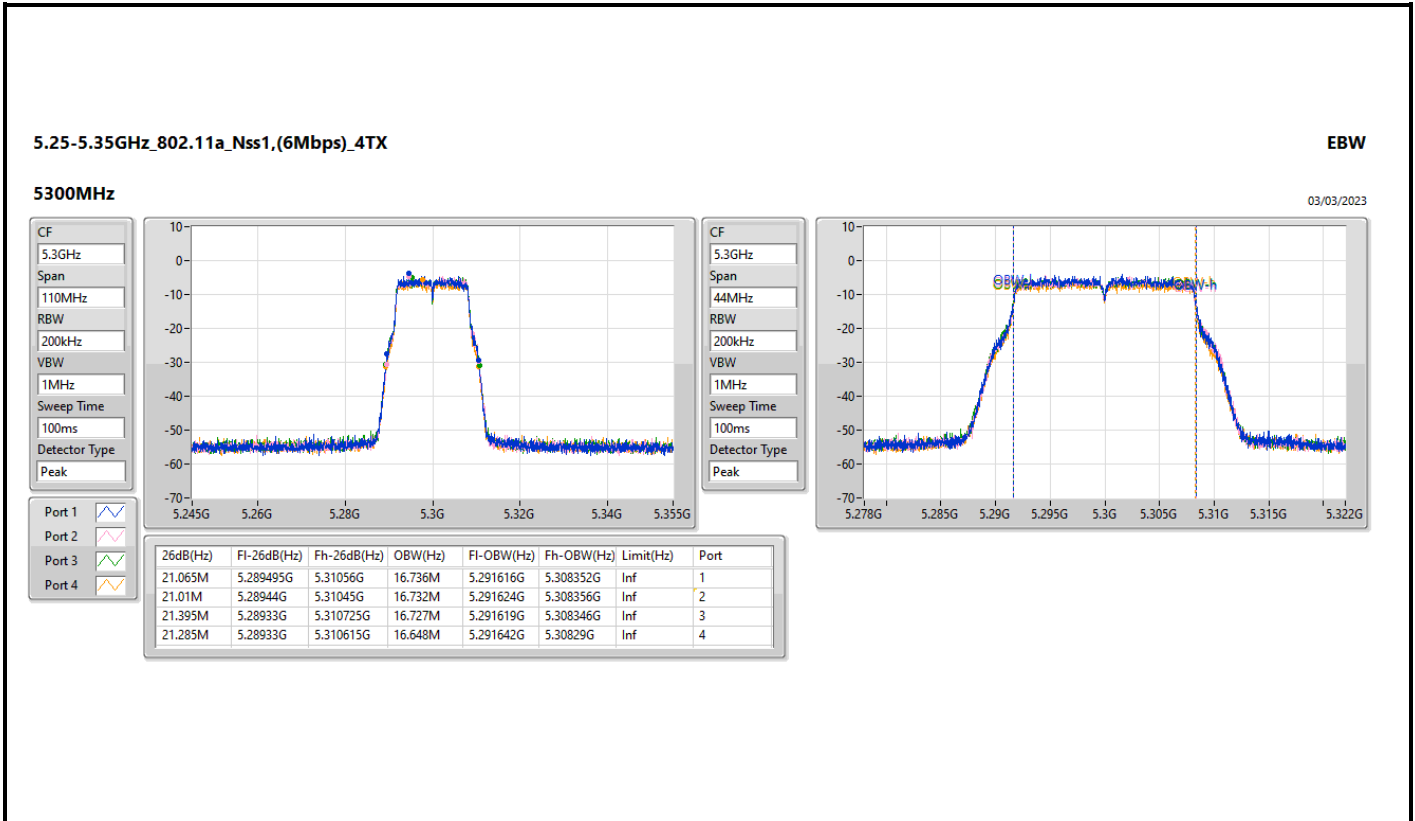 5.25-5.35GHz_802.11a_Nss1,(6Mbps)_4TX
EBW
5300MHz
03/03/2023
CF
5.3GHz
Span
110MHz
RBW
200kHz
VBW
1MHz
Sweep Time
100ms
Detector Type
Peak
Port 1
Port 2
Port 3
Port 4
10
0
-10
-20
-30
-40
-50
-60
-70
5.245G 5.26G 5.28G 5.3G 5.32G 5.34G 5.355G
CF
5.3GHz
Span
44MHz
RBW
200kHz
VBW
1MHz
Sweep Time
100ms
Detector Type
Peak
10
0
-10
-20
-30
-40
-50
-60
-70
OBW-h
5.278G 5.285G 5.29G 5.295G 5.3G 5.305G 5.31G 5.315G 5.322G
26dB(Hz) Fl-26dB(Hz) Fh-26dB(Hz) OBW(Hz) Fl-OBW(Hz) Fh-OBW(Hz) Limit(Hz) Port
21.065M 5.289495G 5.31056G 16.736M 5.291616G 5.308352G Inf 1
21.01M 5.28944G 5.31045G 16.732M 5.291624G 5.308356G Inf 2
21.395M 5.28933G 5.310725G 16.727M 5.291619G 5.308346G Inf 3
21.285M 5.28933G 5.310615G 16.648M 5.291642G 5.30829G Inf 4